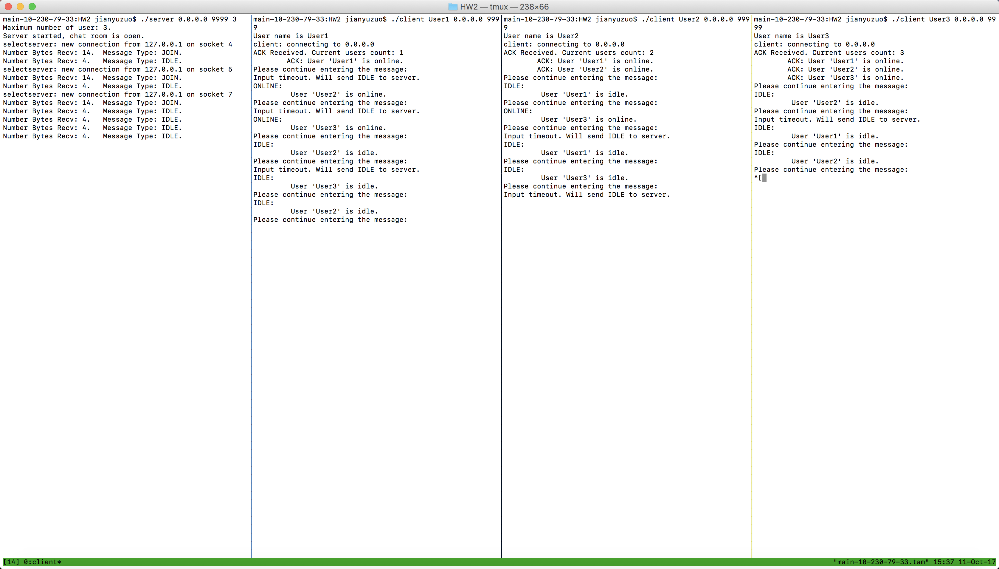 HW2 — tmux — 238×66
main-10-230-79-33:HW2 jianyuzuo$ ./server 0.0.0.0 9999 3
Maximum number of user: 3.
Server started, chat room is open.
selectserver: new connection from 127.0.0.1 on socket 4
Number Bytes Recv: 14.  Message Type: JOIN.
Number Bytes Recv: 4.   Message Type: IDLE.
selectserver: new connection from 127.0.0.1 on socket 5
Number Bytes Recv: 14.  Message Type: JOIN.
Number Bytes Recv: 4.   Message Type: IDLE.
selectserver: new connection from 127.0.0.1 on socket 7
Number Bytes Recv: 14.  Message Type: JOIN.
Number Bytes Recv: 4.   Message Type: IDLE.
Number Bytes Recv: 4.   Message Type: IDLE.
Number Bytes Recv: 4.   Message Type: IDLE.
Number Bytes Recv: 4.   Message Type: IDLE.
main-10-230-79-33:HW2 jianyuzuo$ ./client User1 0.0.0.0 999
9
User name is User1
client: connecting to 0.0.0.0
ACK Received. Current users count: 1
ACK: User 'User1' is online.
Please continue entering the message:
Input timeout. Will send IDLE to server.
ONLINE:
User 'User2' is online.
Please continue entering the message:
Input timeout. Will send IDLE to server.
ONLINE:
User 'User3' is online.
Please continue entering the message:
IDLE:
User 'User2' is idle.
Please continue entering the message:
Input timeout. Will send IDLE to server.
IDLE:
User 'User3' is idle.
Please continue entering the message:
IDLE:
User 'User2' is idle.
Please continue entering the message:
main-10-230-79-33:HW2 jianyuzuo$ ./client User2 0.0.0.0 999
9
User name is User2
client: connecting to 0.0.0.0
ACK Received. Current users count: 2
ACK: User 'User1' is online.
ACK: User 'User2' is online.
Please continue entering the message:
IDLE:
User 'User1' is idle.
Please continue entering the message:
ONLINE:
User 'User3' is online.
Please continue entering the message:
Input timeout. Will send IDLE to server.
IDLE:
User 'User1' is idle.
Please continue entering the message:
IDLE:
User 'User3' is idle.
Please continue entering the message:
Input timeout. Will send IDLE to server.
main-10-230-79-33:HW2 jianyuzuo$ ./client User3 0.0.0.0 99
99
User name is User3
client: connecting to 0.0.0.0
ACK Received. Current users count: 3
ACK: User 'User1' is online.
ACK: User 'User2' is online.
ACK: User 'User3' is online.
Please continue entering the message:
IDLE:
User 'User2' is idle.
Please continue entering the message:
Input timeout. Will send IDLE to server.
IDLE:
User 'User1' is idle.
Please continue entering the message:
IDLE:
User 'User2' is idle.
Please continue entering the message:
^[
[14] 0:client*
"main-10-230-79-33.tam" 15:37 11-Oct-17